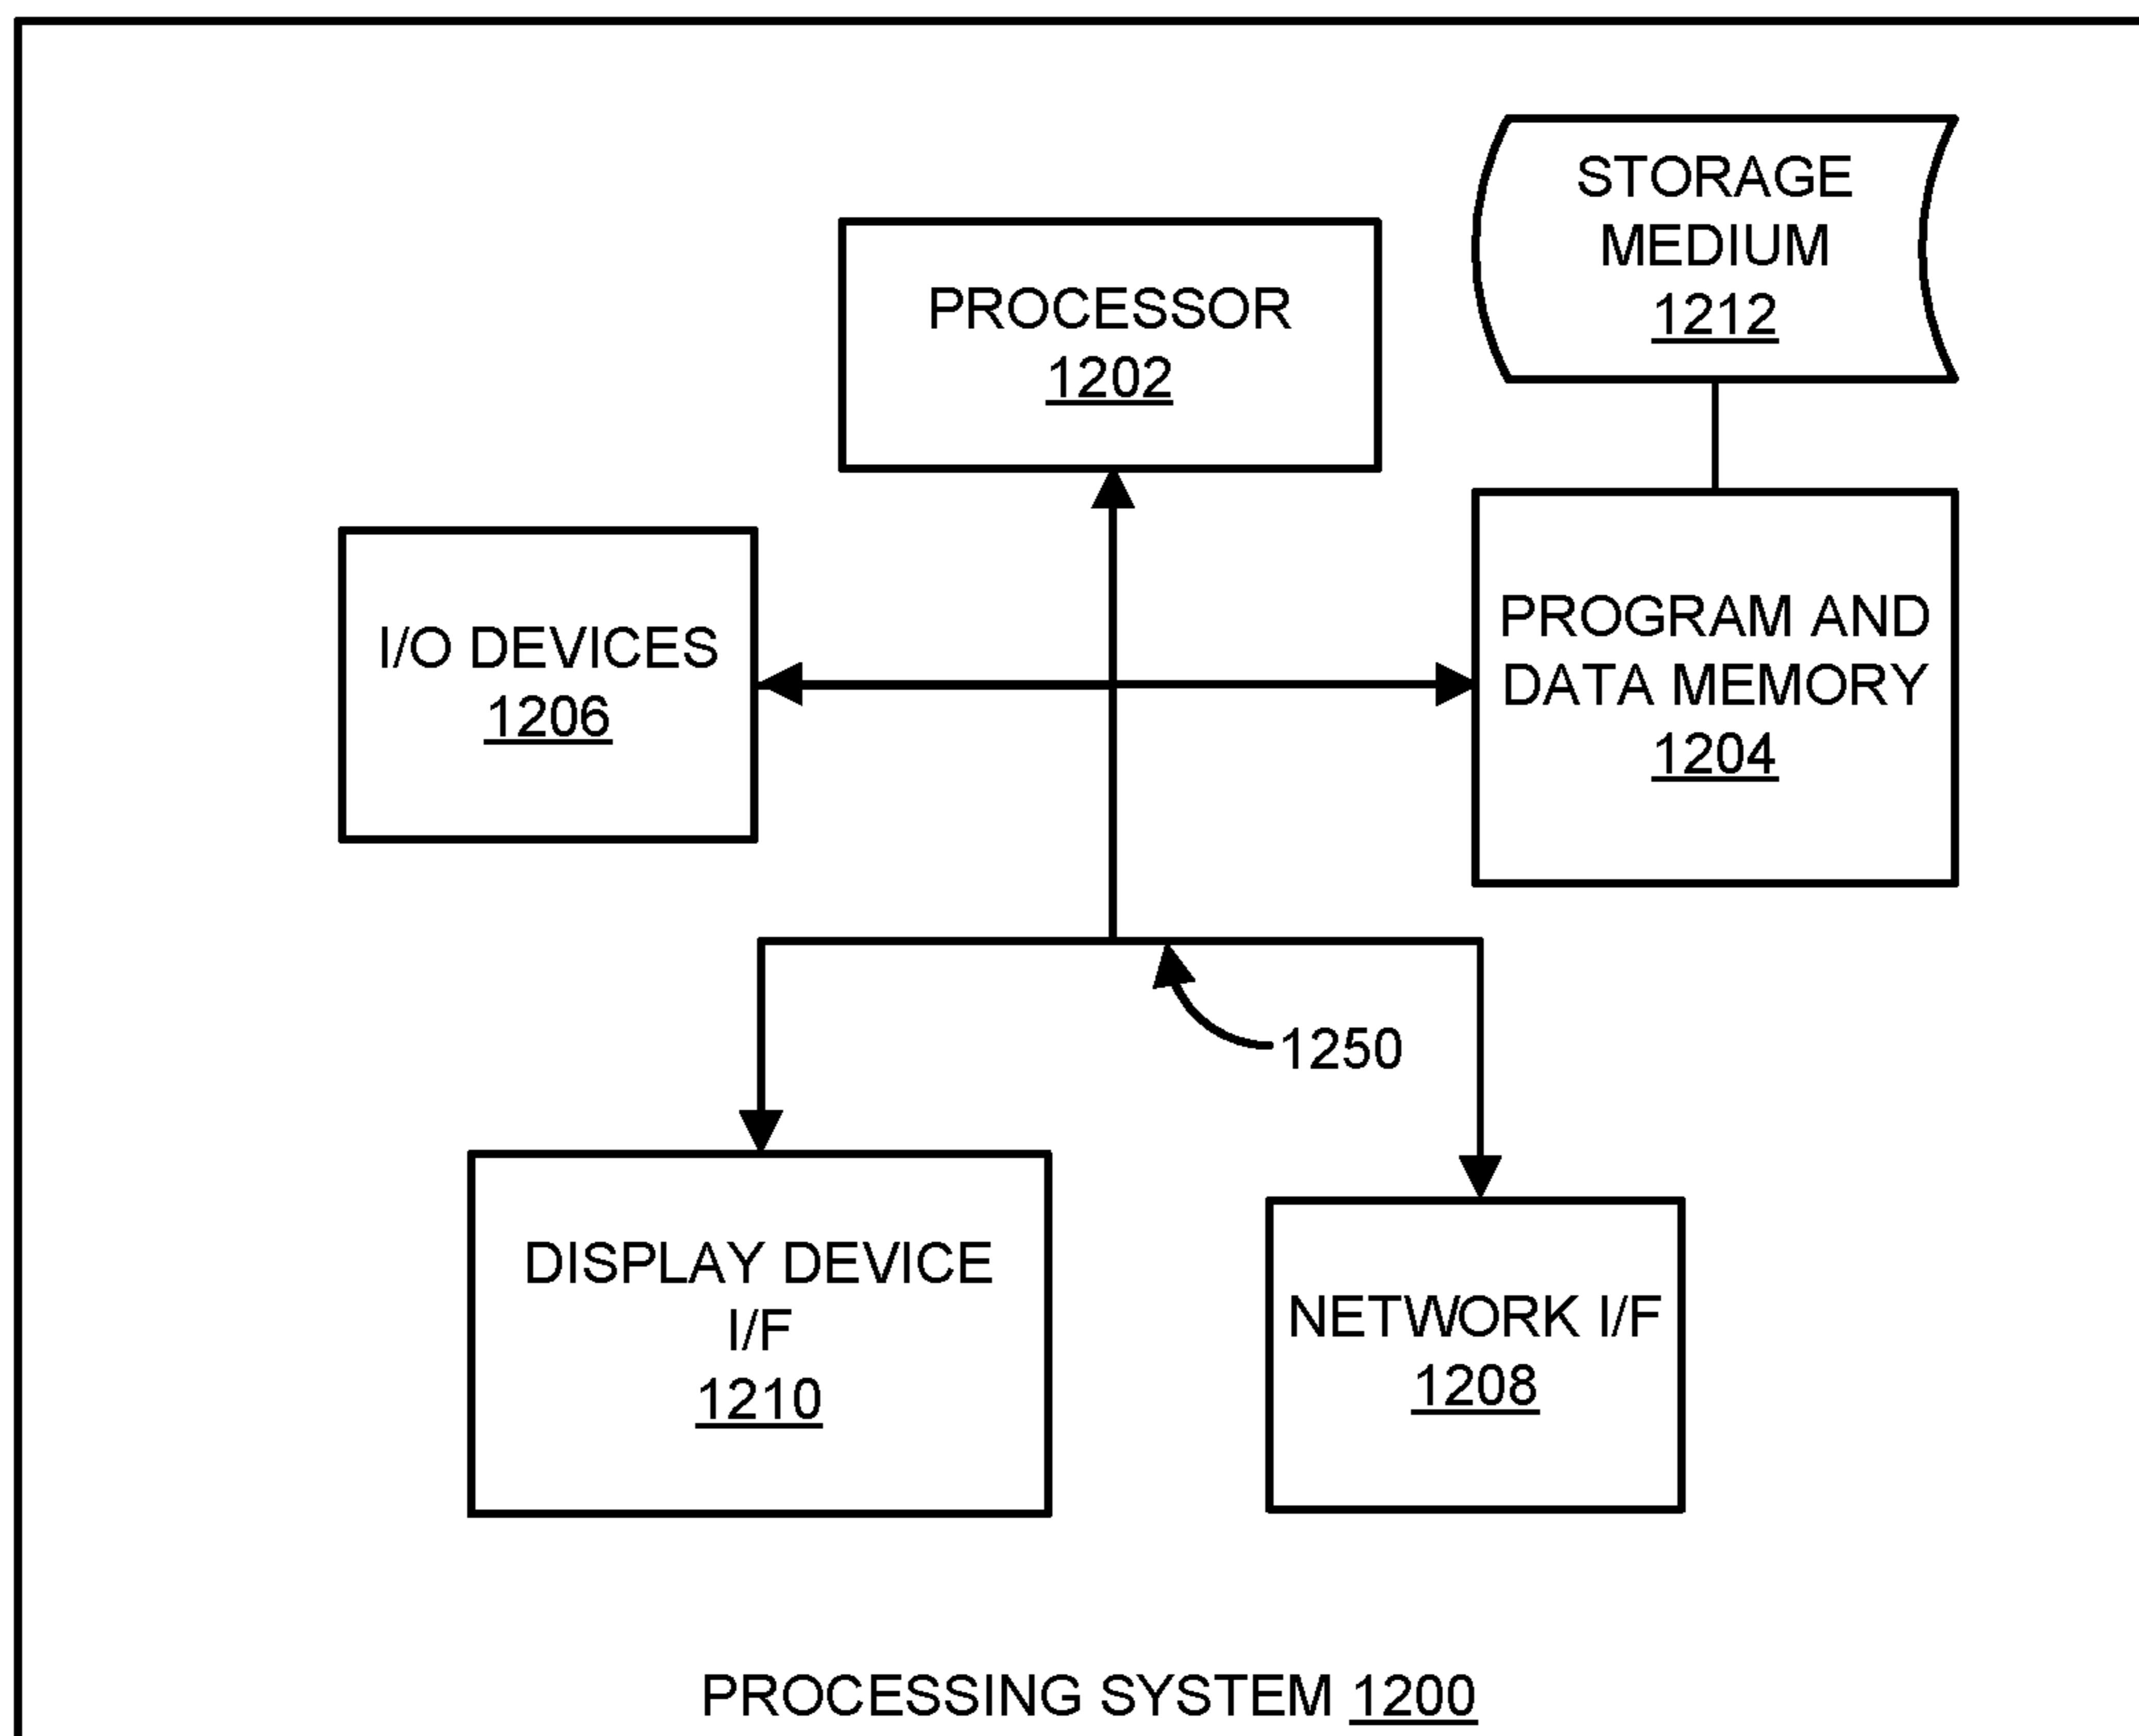 STORAGE
MEDIUM
1212
PROCESSOR
1202
I/O DEVICES
1206
PROGRAM AND
DATA MEMORY
1204
1250
DISPLAY DEVICE
I/F
1210
NETWORK I/F
1208
PROCESSING SYSTEM 1200